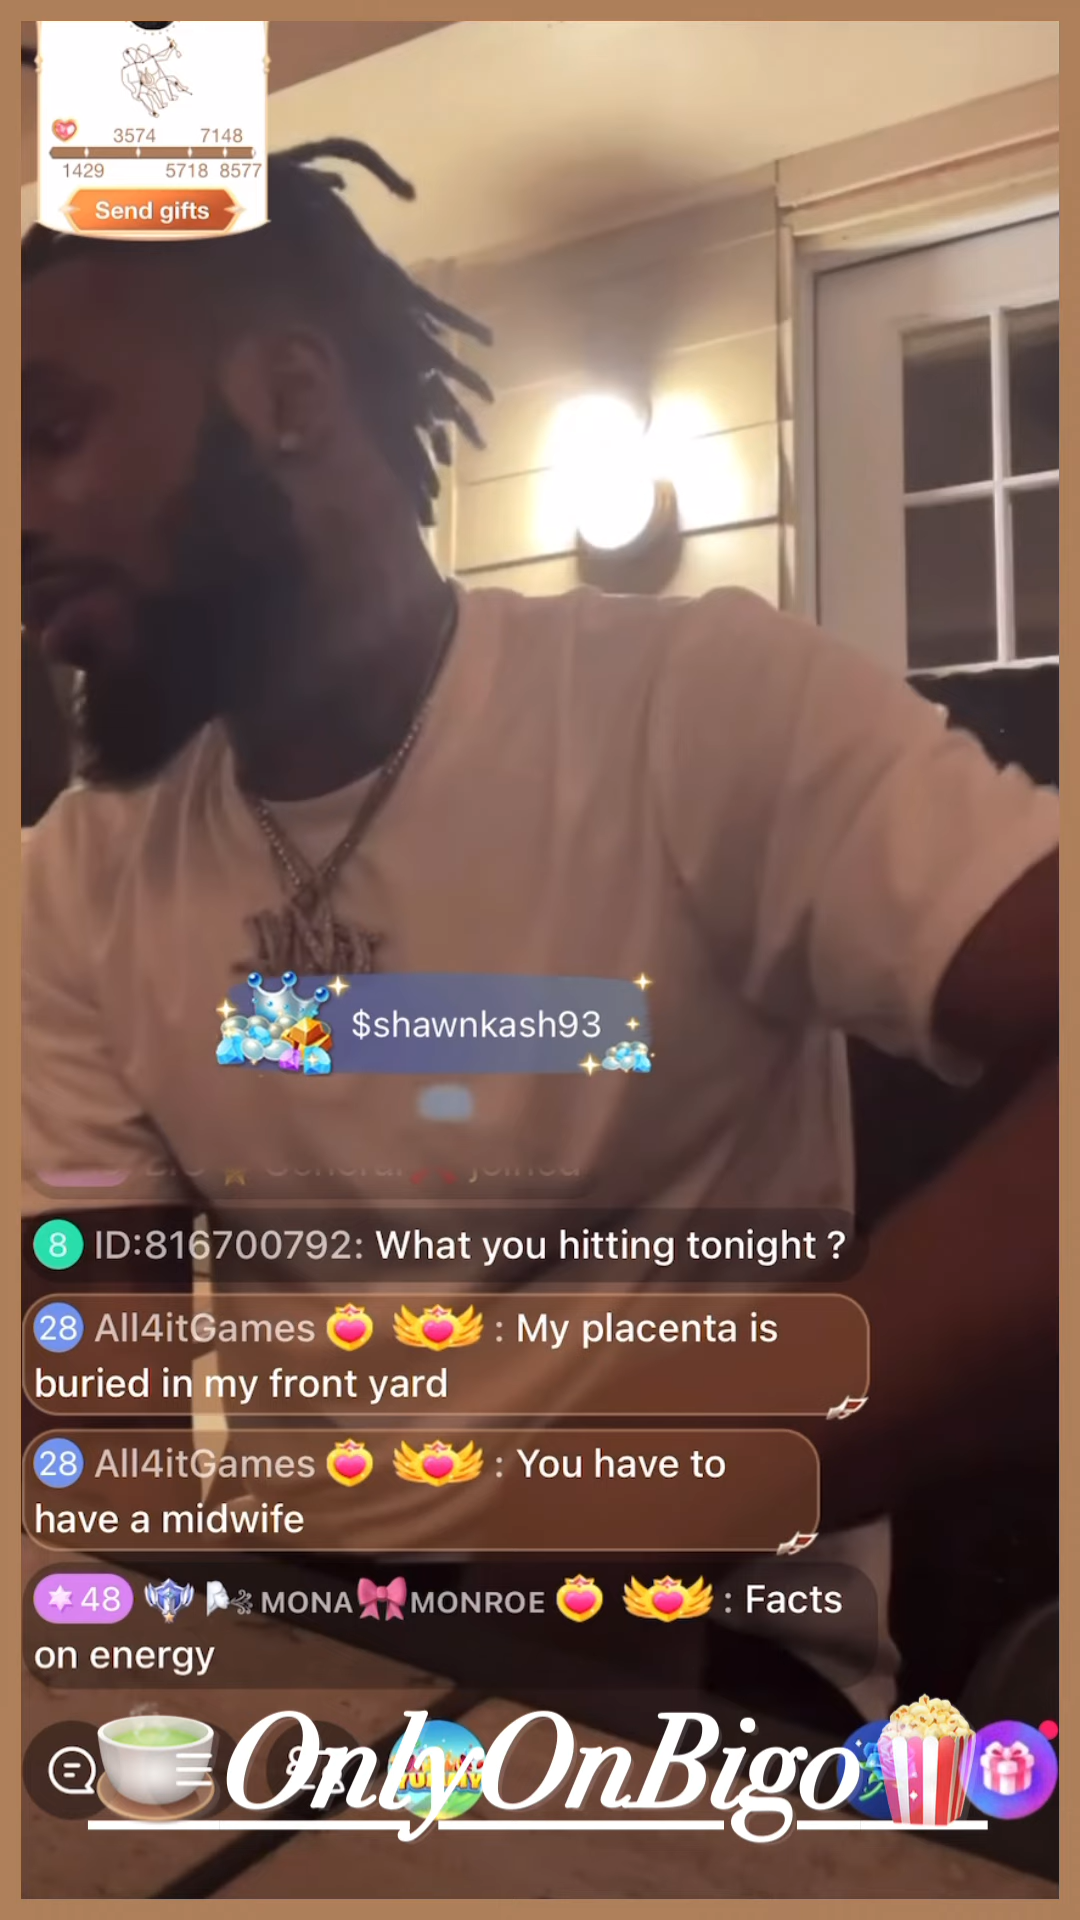 3574 7148
1429 5718 8577
Send gifts
$shawnkash93
General joined
8 ID:816700792: What you hitting tonight ?
28 All4itGames : My placenta is
buried in my front yard
28 All4itGames : You have to
have a midwife
48 MONA MONROE : Facts
on energy
OnlyOnBigo